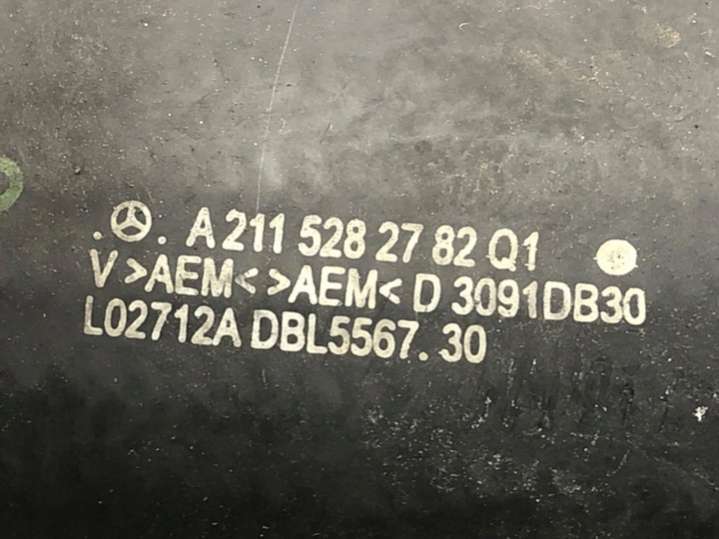 . . A 211 528 27 82 Q1
V >AEM< >AEM< D 3091DB30
L02712A DBL5567. 30